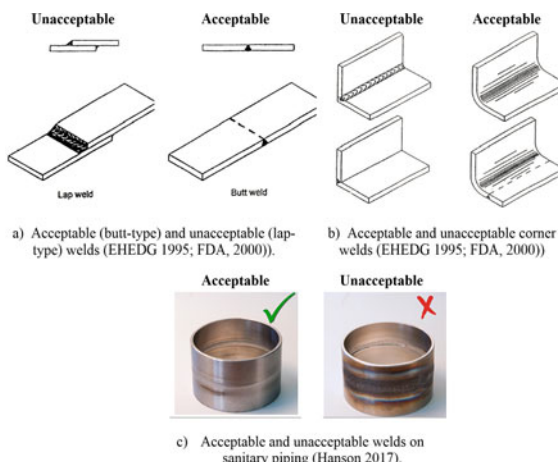 Unacceptable
Acceptable
Lap weld
Butt weld
a) Acceptable (butt-type) and unacceptable (lap-
type) welds (EHEDG 1995; FDA, 2000)).
Unacceptable
Acceptable
b) Acceptable and unacceptable corner
welds (EHEDG 1995; FDA, 2000))
Acceptable
Unacceptable
c) Acceptable and unacceptable welds on
sanitary piping (Hanson 2017).